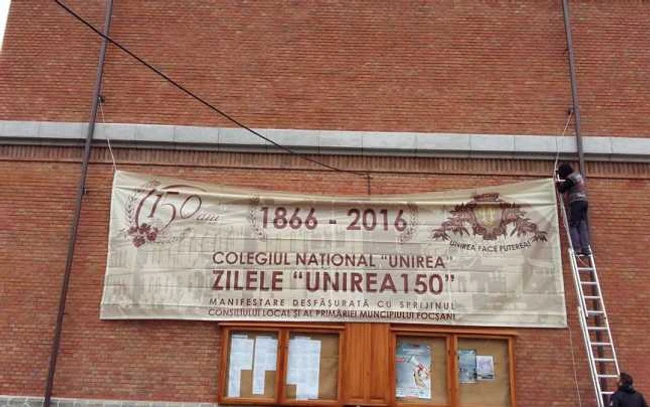 150 ani
1866 - 2016
UNIREA FACE PUTEREA!
COLEGIUL NAȚIONAL "UNIREA"
ZILELE "UNIREA150"
MANIFESTARE DESFĂȘURATĂ CU SPRIJINUL
CONSILIULUI LOCAL ȘI AL PRIMĂRIEI MUNICIPIULUI FOCȘANI